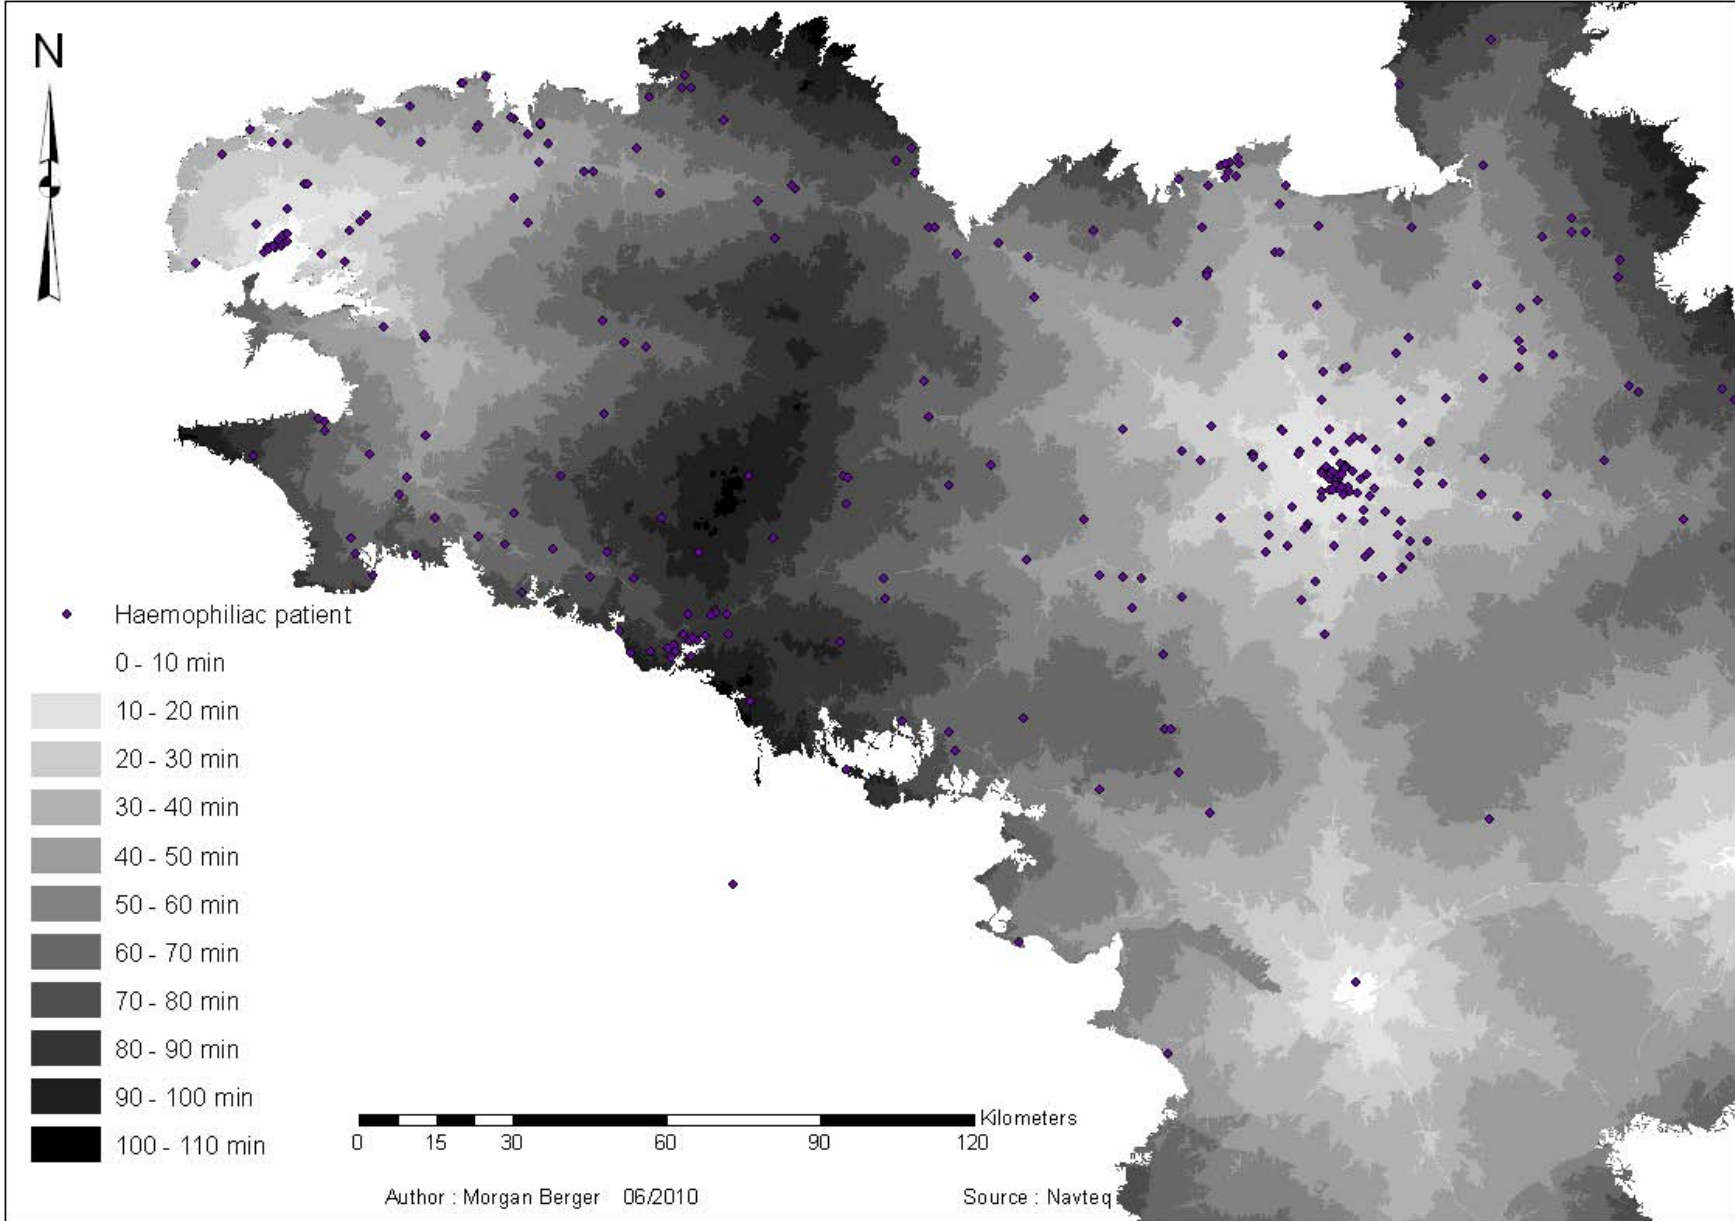 N
Haemophiliac patient
0 - 10 min
10 - 20 min
20 - 30 min
30 - 40 min
40 - 50 min
50 - 60 min
60 - 70 min
70 - 80 min
80 - 90 min
90 - 100 min
100 - 110 min
Kilometers
0 15 30 60 90 120
Author : Morgan Berger 06/2010 Source : Navteq